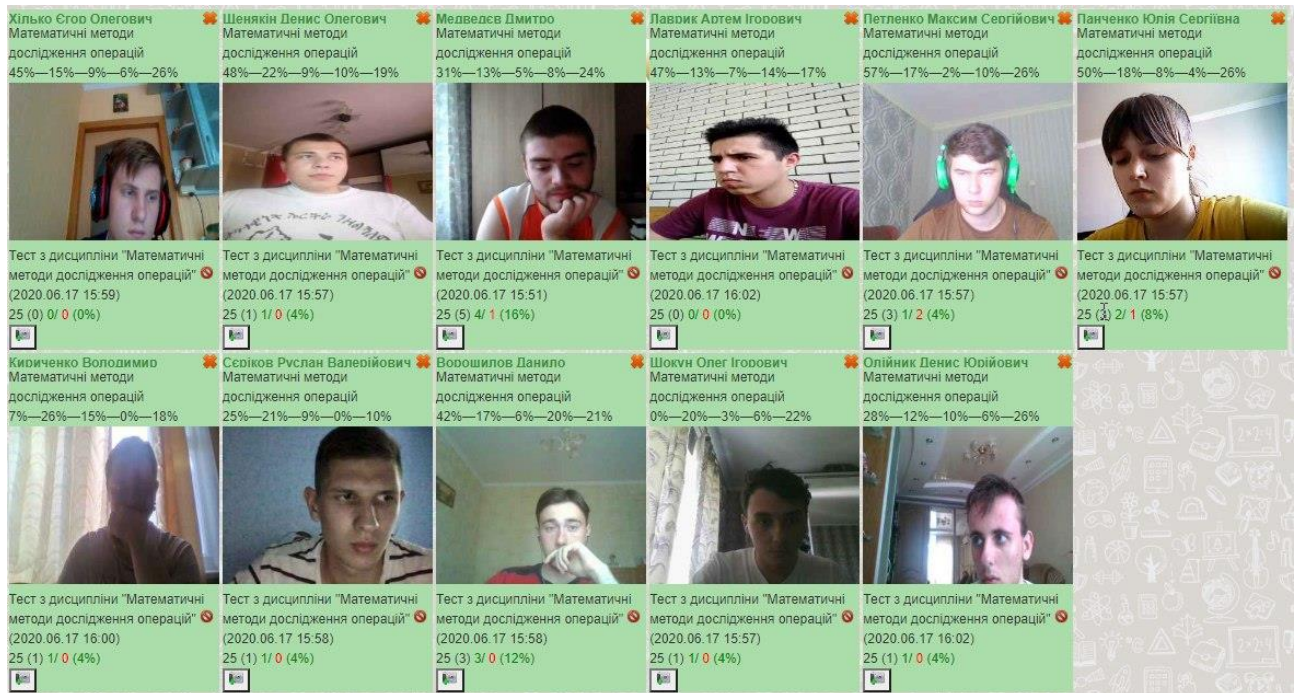 Хілько Єгор Олегович
Математичні методи
дослідження операцій
45%—15%—9%—6%—26%
Тест з дисципліни "Математичні
методи дослідження операцій"
(2020.06.17 15:59)
25 (0) 0/ 0 (0%)
Шенякін Денис Олегович
Математичні методи
дослідження операцій
48%—22%—9%—10%—19%
Тест з дисципліни "Математичні
методи дослідження операцій"
(2020.06.17 15:57)
25 (1) 1/ 0 (4%)
Медведєв Дмитро
Математичні методи
дослідження операцій
31%—13%—5%—8%—24%
Тест з дисципліни "Математичні
методи дослідження операцій"
(2020.06.17 15:51)
25 (5) 4/ 1 (16%)
Лаврик Артем Ігорович
Математичні методи
дослідження операцій
47%—13%—7%—14%—17%
Тест з дисципліни "Математичні
методи дослідження операцій"
(2020.06.17 16:02)
25 (0) 0/ 0 (0%)
Петленко Максим Сергійович
Математичні методи
дослідження операцій
57%—17%—2%—10%—26%
Тест з дисципліни "Математичні
методи дослідження операцій"
(2020.06.17 15:57)
25 (3) 1/ 2 (4%)
Панченко Юлія Сергіївна
Математичні методи
дослідження операцій
50%—18%—8%—4%—26%
Тест з дисципліни "Математичні
методи дослідження операцій"
(2020.06.17 15:57)
25 (3) 2/ 1 (8%)
Кириченко Володимир
Математичні методи
дослідження операцій
7%—26%—15%—0%—18%
Тест з дисципліни "Математичні
методи дослідження операцій"
(2020.06.17 16:00)
25 (1) 1/ 0 (4%)
Сєріков Руслан Валерійович
Математичні методи
дослідження операцій
25%—21%—9%—0%—10%
Тест з дисципліни "Математичні
методи дослідження операцій"
(2020.06.17 15:58)
25 (1) 1/ 0 (4%)
Ворошилов Данило
Математичні методи
дослідження операцій
42%—17%—6%—20%—21%
Тест з дисципліни "Математичні
методи дослідження операцій"
(2020.06.17 15:58)
25 (3) 3/ 0 (12%)
Шокун Олег Ігорович
Математичні методи
дослідження операцій
0%—20%—3%—6%—22%
Тест з дисципліни "Математичні
методи дослідження операцій"
(2020.06.17 15:57)
25 (1) 1/ 0 (4%)
Олійник Денис Юрійович
Математичні методи
дослідження операцій
28%—12%—10%—6%—26%
Тест з дисципліни "Математичні
методи дослідження операцій"
(2020.06.17 16:02)
25 (1) 1/ 0 (4%)